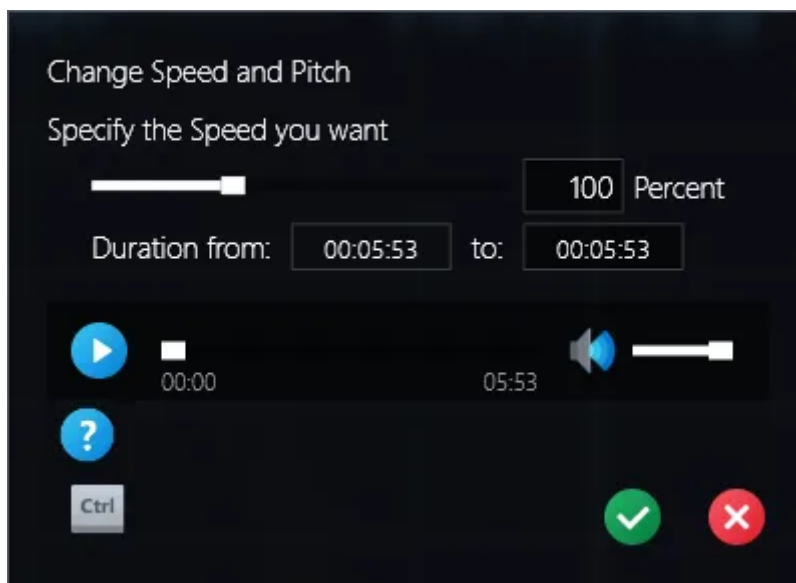 Change Speed and Pitch
Specify the Speed you want
100 Percent
Duration from: 00:05:53 to: 00:05:53
00:00 05:53
?
Ctrl